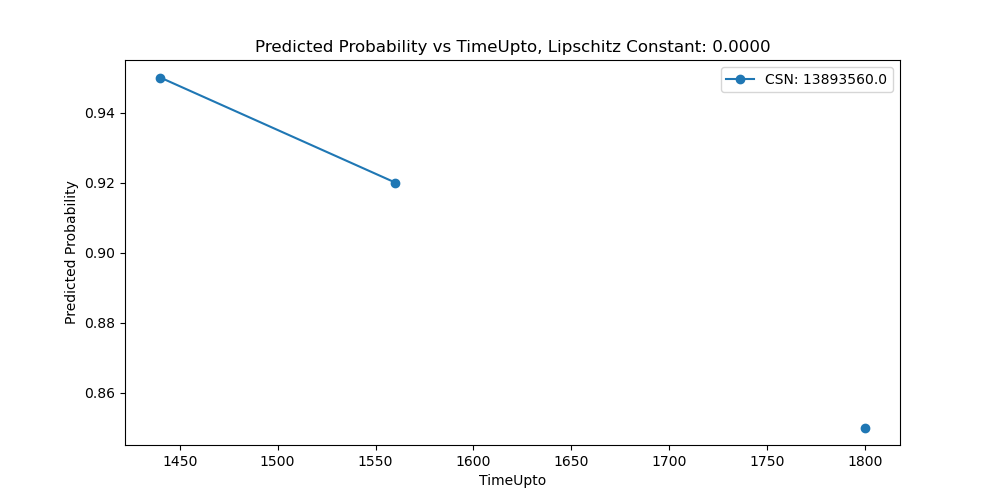 Predicted Probability vs TimeUpto, Lipschitz Constant: 0.0000
CSN: 13893560.0
0.94
0.92
0.90
0.88
0.86
Predicted Probability
1450 1500 1550 1600 1650 1700 1750 1800
TimeUpto